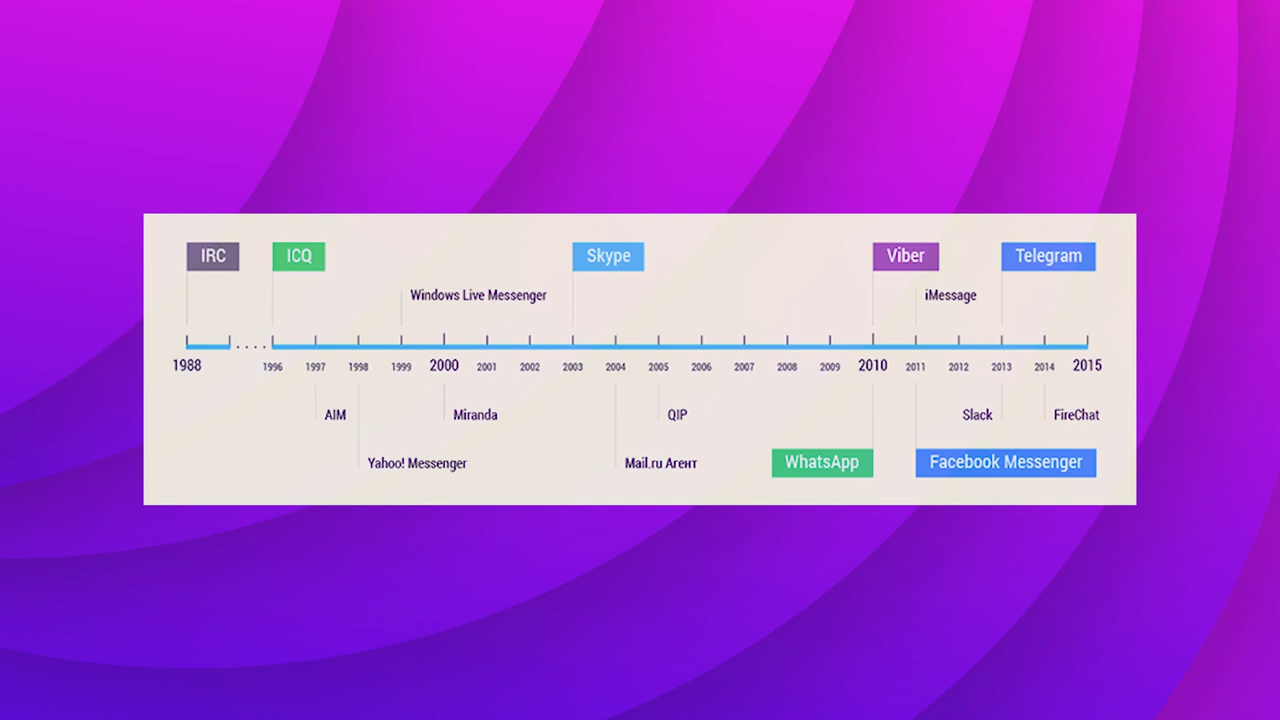 IRC ICQ Skype Viber Telegram
Windows Live Messenger iMessage
1988 1996 1997 1998 1999 2000 2001 2002 2003 2004 2005 2006 2007 2008 2009 2010 2011 2012 2013 2014 2015
AIM Miranda QIP Slack FireChat
Yahoo! Messenger Mail.ru Агент WhatsApp Facebook Messenger